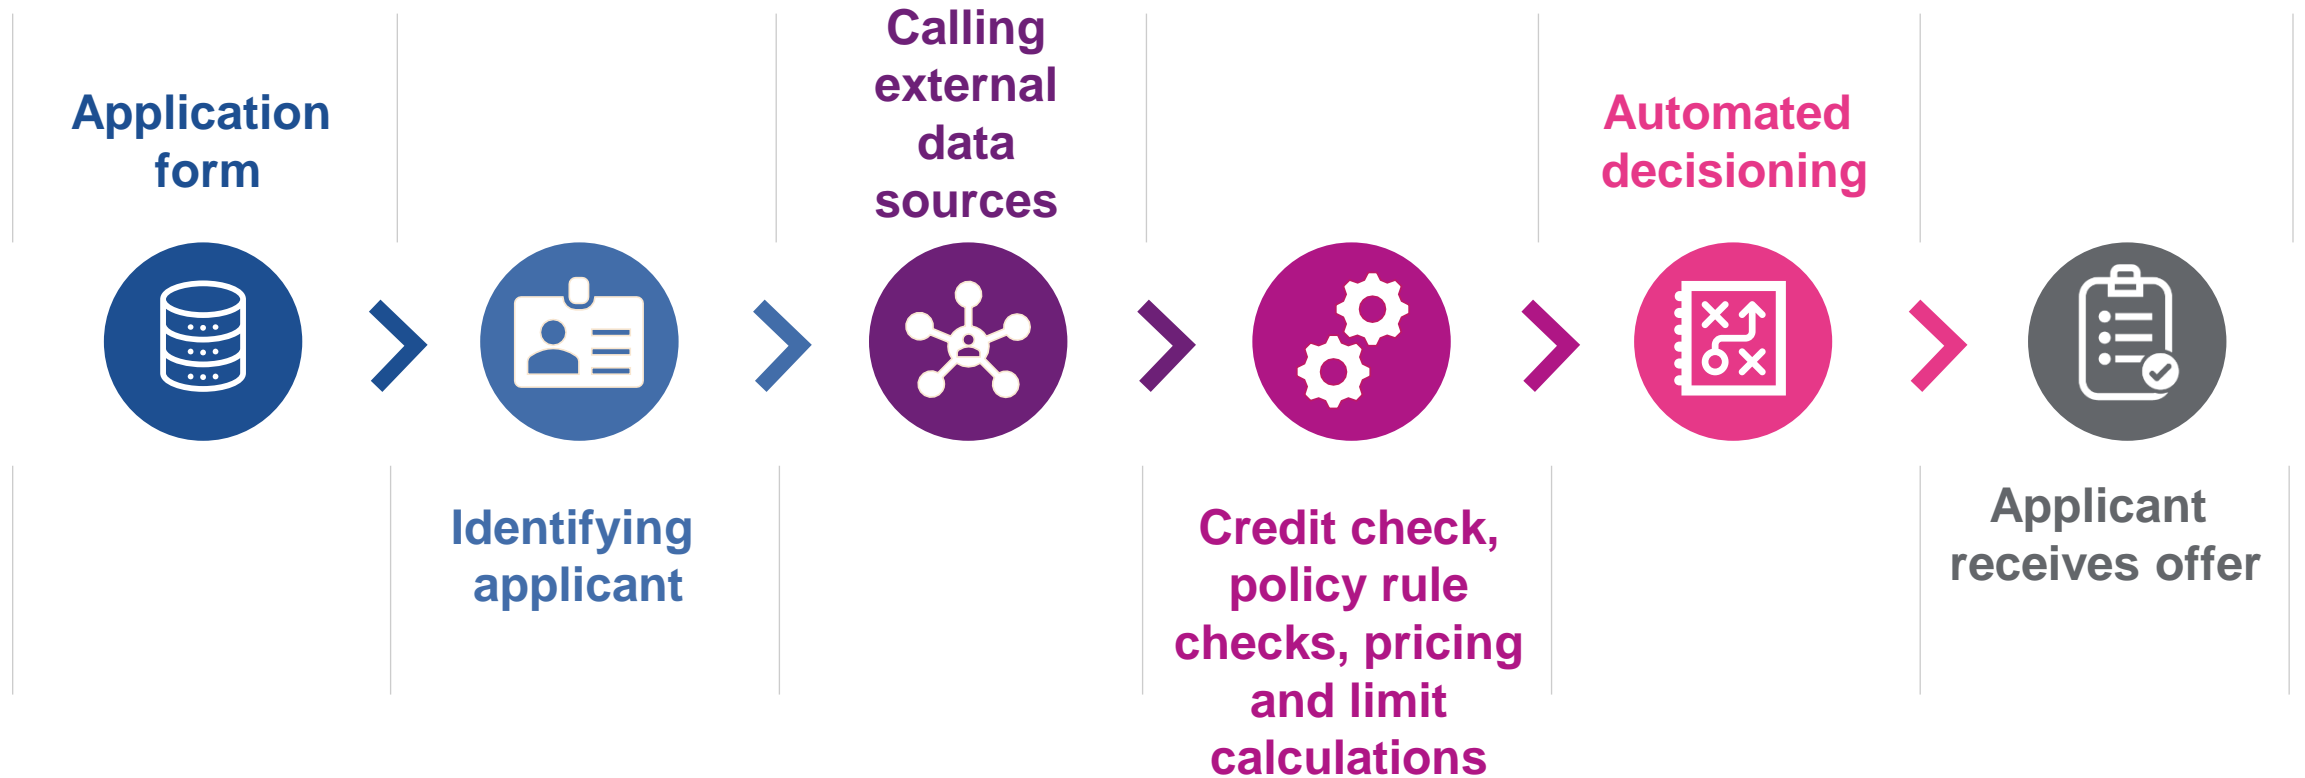 Application
form
Identifying
applicant
Calling
external
data
sources
Credit check,
policy rule
checks, pricing
and limit
calculations
Automated
decisioning
Applicant
receives offer